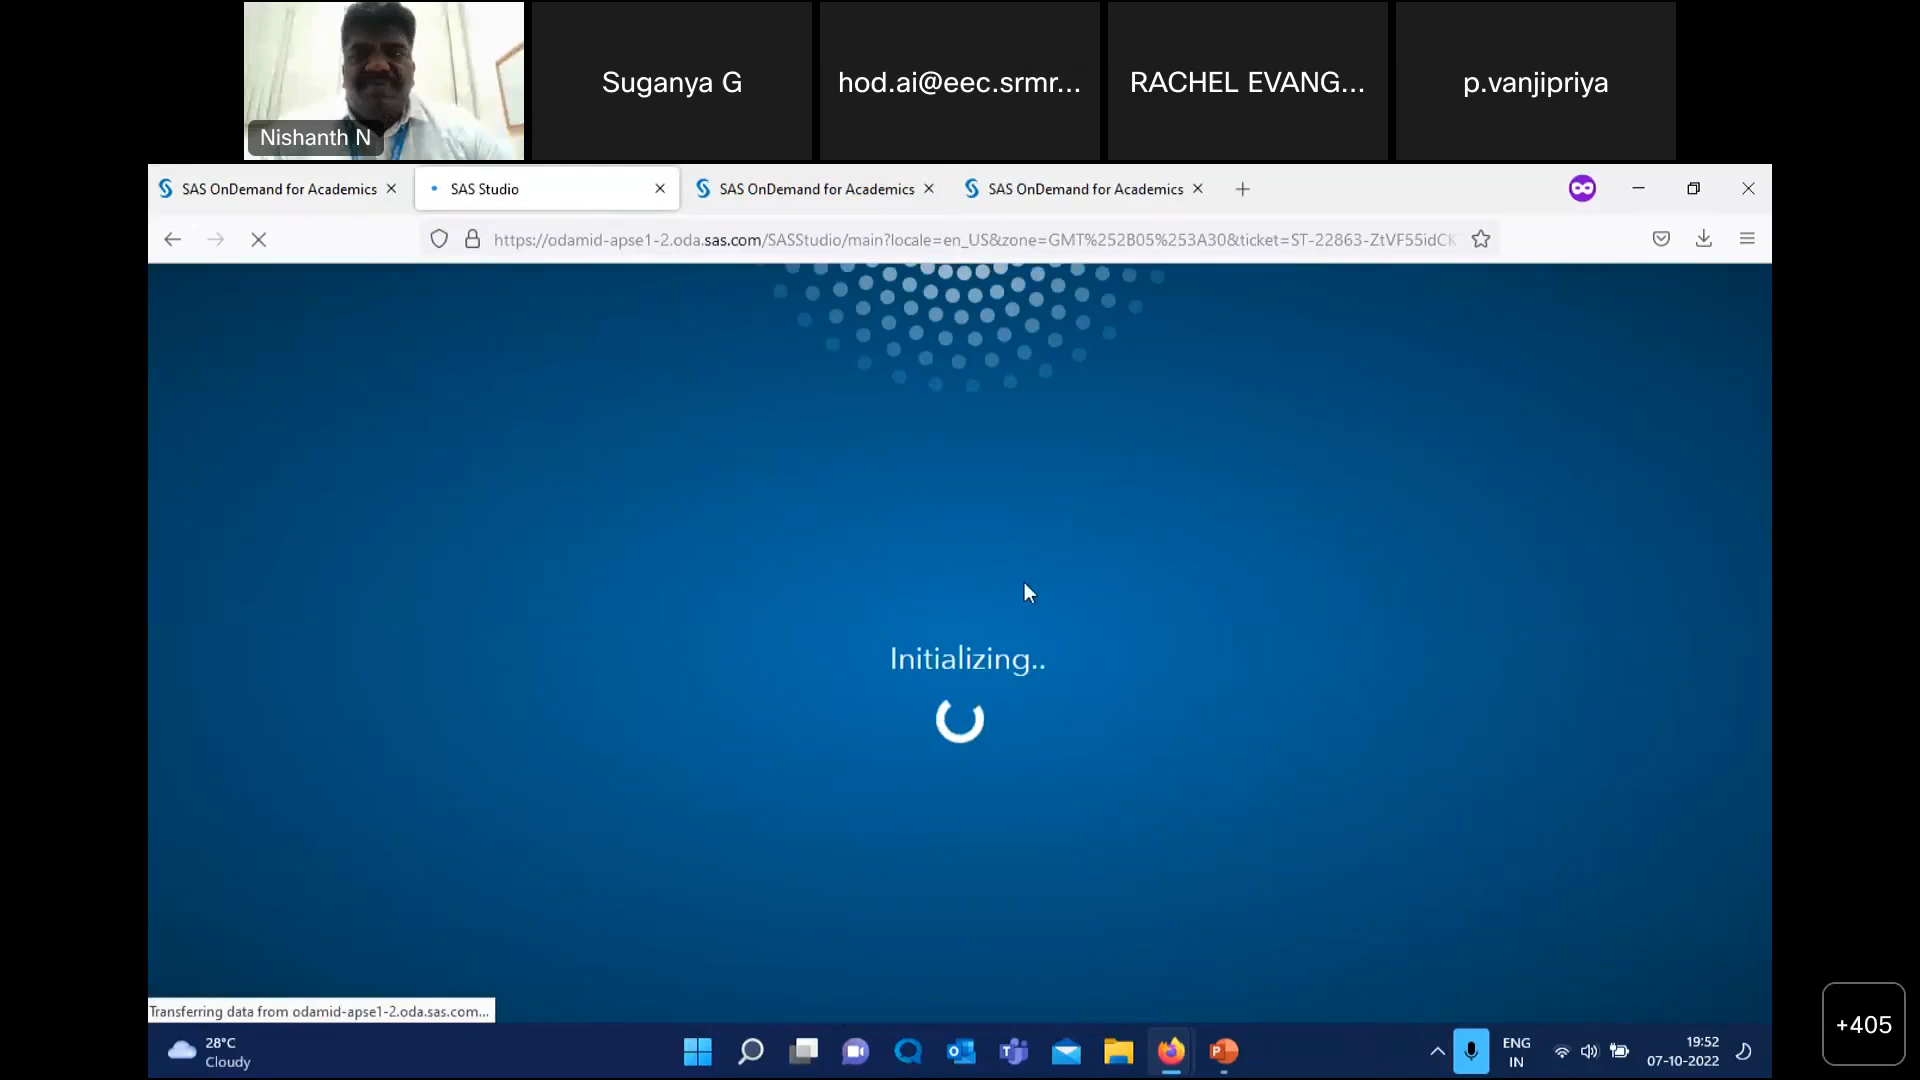 Suganya G
hod.ai@eec.srmr...
RACHEL EVANG...
p.vanjipriya
Nishanth N
SAS OnDemand for Academics
SAS Studio
SAS OnDemand for Academics
SAS OnDemand for Academics
https://odamid-apse1-2.oda.sas.com/SASStudio/main?locale=en_US&zone=GMT%252B05%253A30&ticket=ST-22863-ZtVF55idCK
Initializing..
Transferring data from odamid-apse1-2.oda.sas.com...
+405
28°C
Cloudy
ENG
IN
19:52
07-10-2022